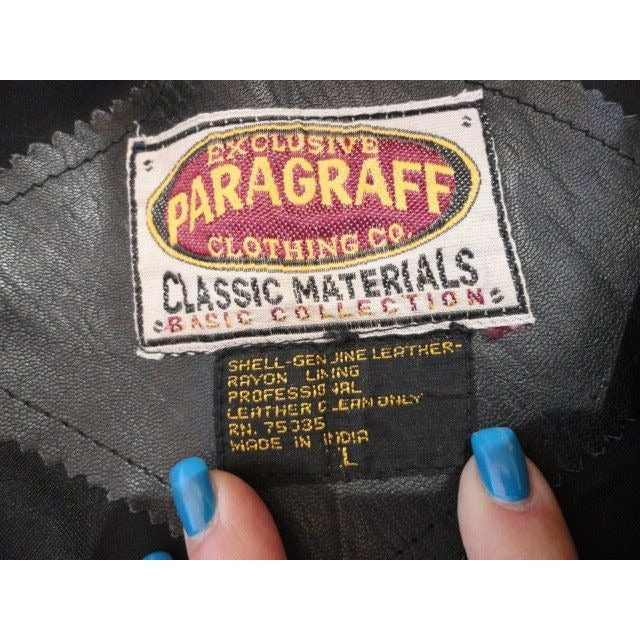 EXCLUSIVE
PARAGRAFF
CLOTHING CO.
CLASSIC MATERIALS
BASIC COLLECTION
SHELL-GENUINE LEATHER-
RAYON LINING
PROFESSIONAL
LEATHER CLEAN ONLY
RN. 75335
MADE IN INDIA
L